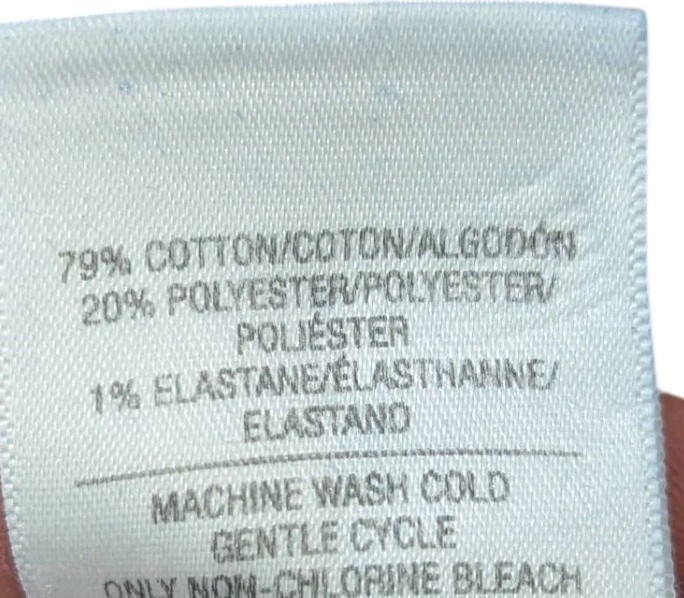 79% COTTON/COTON/ALGODÓN
20% POLYESTER/POLYESTER/
POLIÉSTER
1% ELASTANE/ÉLASTHANNE/
ELASTANO
MACHINE WASH COLD
GENTLE CYCLE
ONLY NON-CHLORINE BLEACH